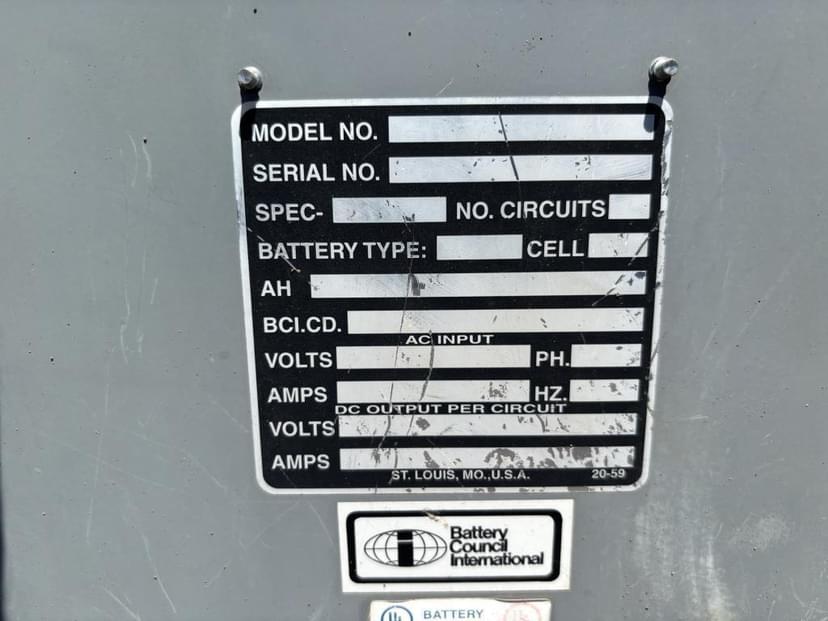 MODEL NO.
SERIAL NO.
SPEC- NO. CIRCUITS
BATTERY TYPE: CELL
AH
BCI.CD.
AC INPUT
VOLTS PH.
AMPS HZ.
DC OUTPUT PER CIRCUIT
VOLTS
AMPS
ST. LOUIS, MO.,U.S.A. 20-59
Battery
Council
International
UL BATTERY